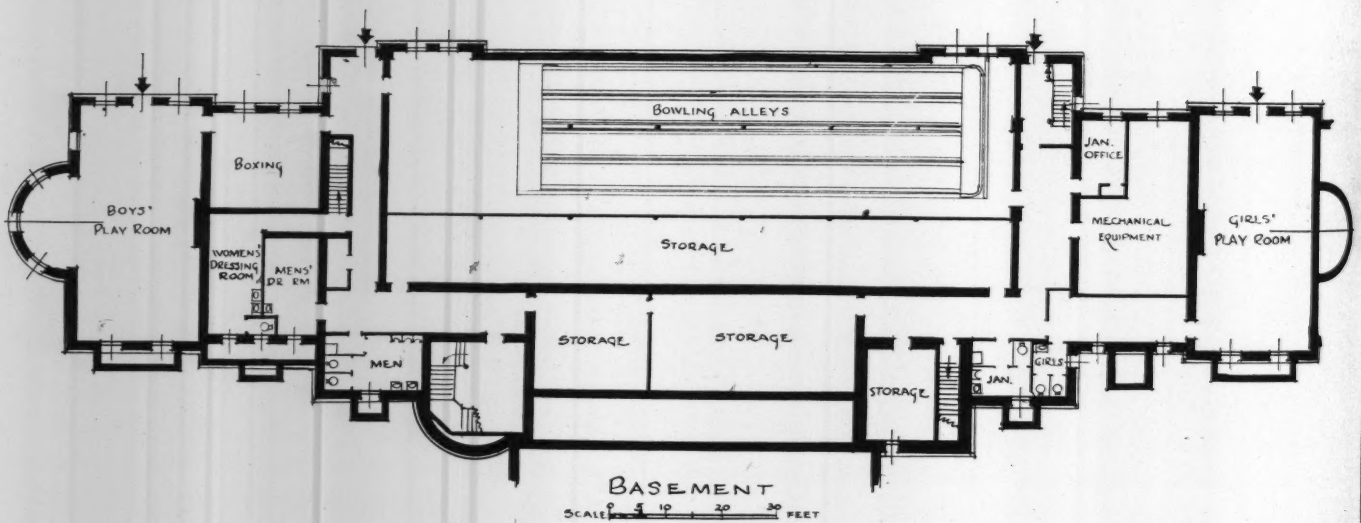 BOWLING ALLEYS
BOXING
JAN.
OFFICE
BOYS'
PLAY ROOM
MECHANICAL
EQUIPMENT
GIRLS'
PLAY ROOM
STORAGE
WOMENS'
DRESSING
ROOM
MENS'
DR RM
STORAGE
STORAGE
MEN
STORAGE
JAN.
GIRLS
BASEMENT
SCALE 0 5 10 20 30 FEET